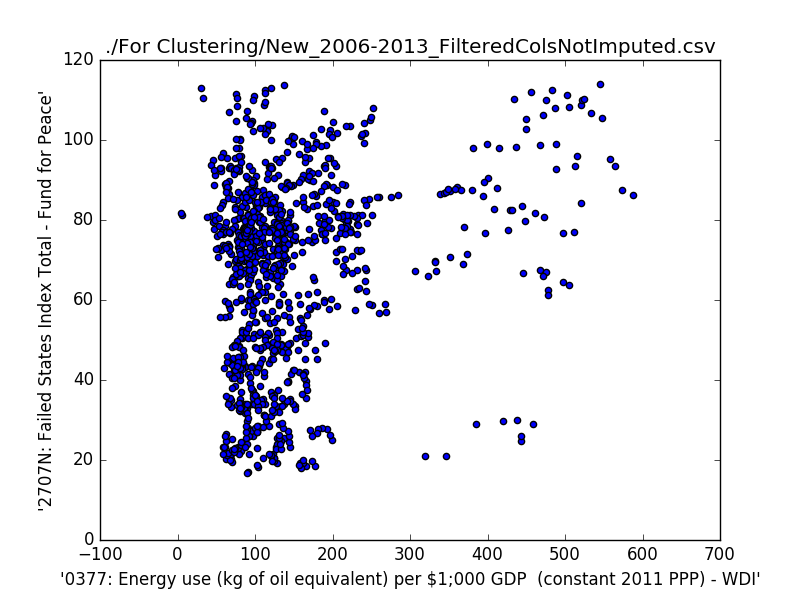 ./For Clustering/New_2006-2013_FilteredColsNotImputed.csv
120
100
80
60
40
20
0
'2707N: Failed States Index Total - Fund for Peace'
−100 0 100 200 300 400 500 600 700
'0377: Energy use (kg of oil equivalent) per $1;000 GDP  (constant 2011 PPP) - WDI'